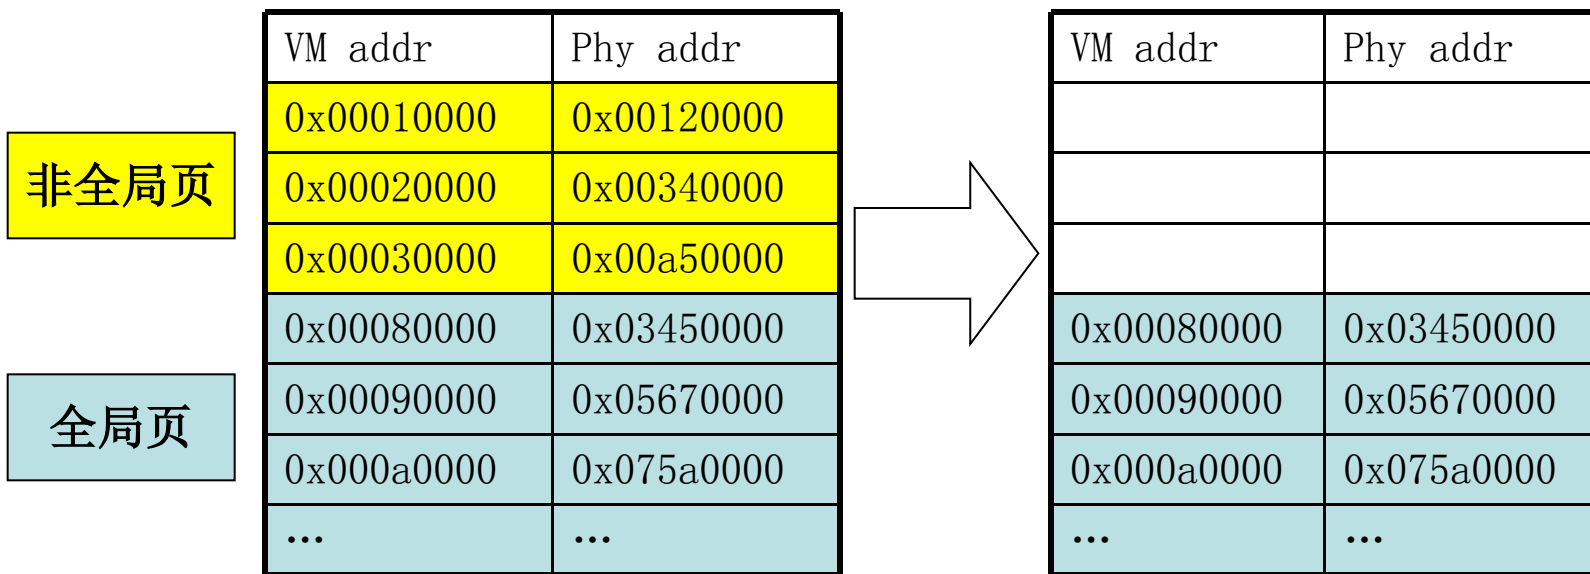 VM addr Phy addr
0x00010000 0x00120000
0x00020000 0x00340000
0x00030000 0x00a50000
0x00080000 0x03450000
0x00090000 0x05670000
0x000a0000 0x075a0000
… …
非全局页
全局页
VM addr Phy addr
0x00080000 0x03450000
0x00090000 0x05670000
0x000a0000 0x075a0000
… …